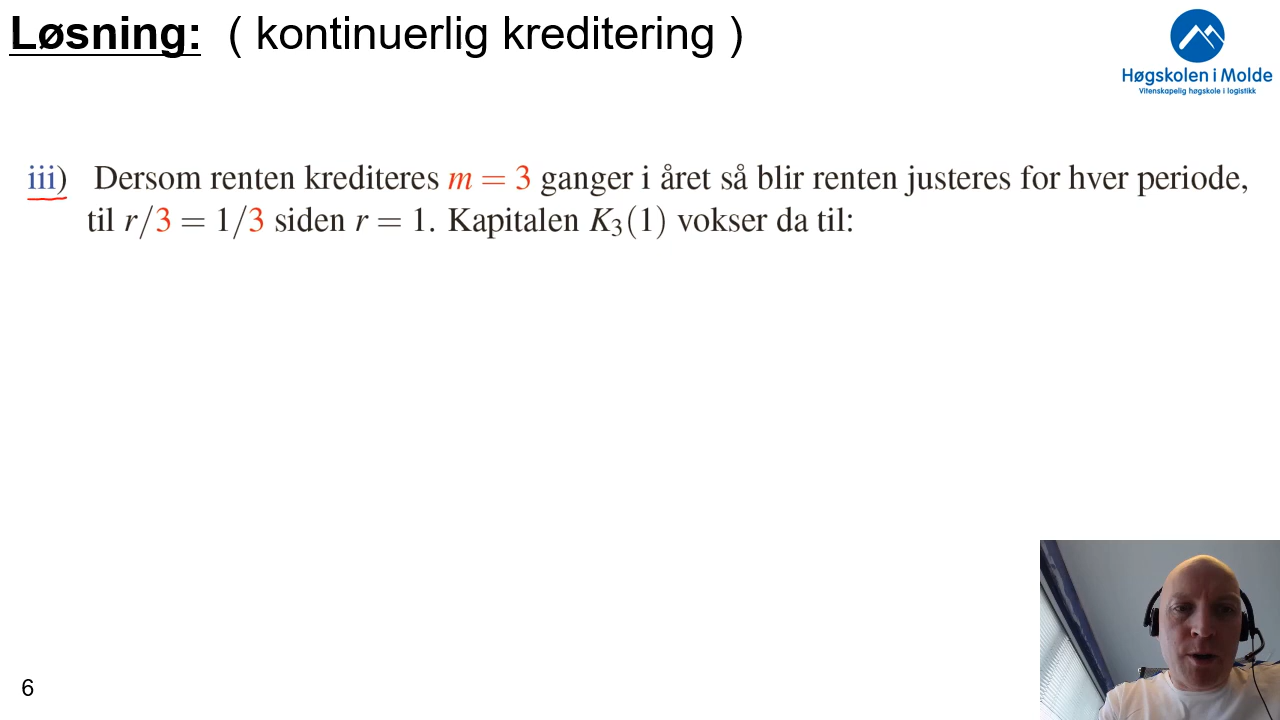 Løsning: ( kontinuerlig kreditering )
Høgskolen i Molde
Vitenskapelig høgskole i logistikk
iii) Dersom renten krediteres m = 3 ganger i året så blir renten justeres for hver periode,
til r/3 = 1/3 siden r = 1. Kapitalen K₃(1) vokser da til:
6